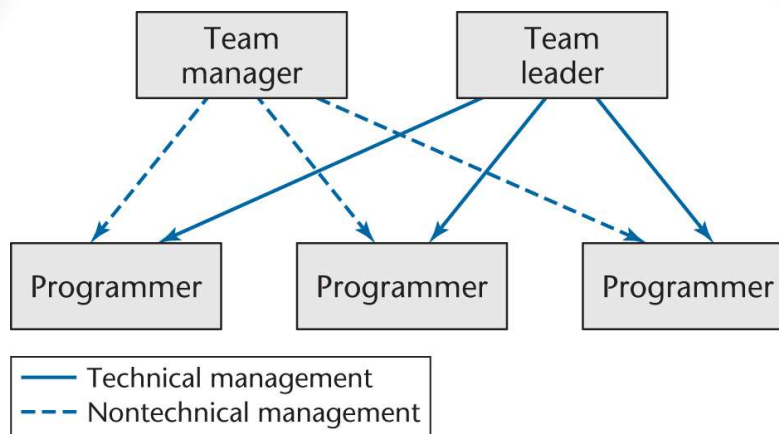 Team
manager
Team
leader
Programmer
Programmer
Programmer
Technical management
Nontechnical management